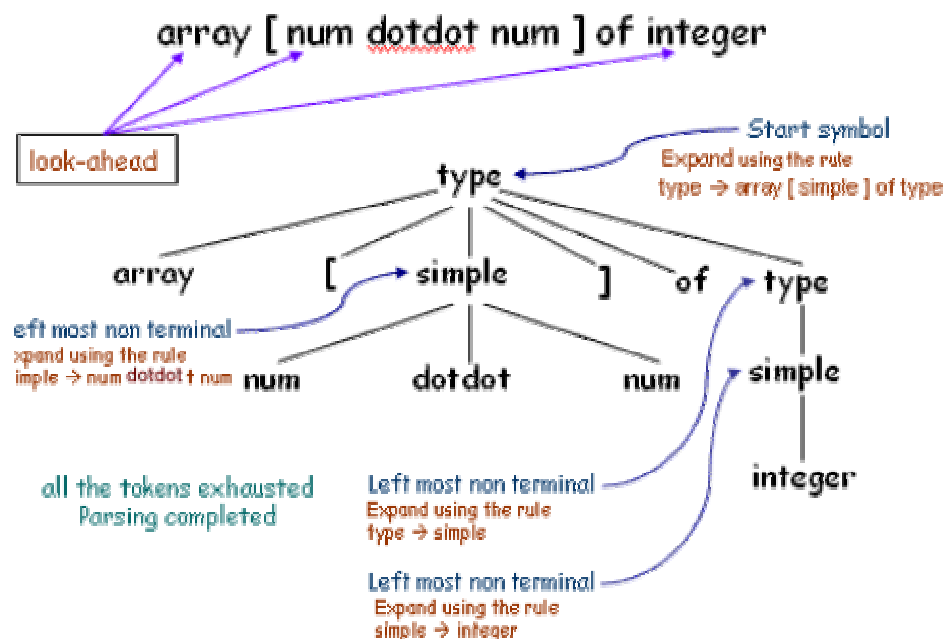 array [ num dotdot num ] of integer
look-ahead
Start symbol
Expand using the rule
type → array [ simple ] of type
type
array [ simple ] of type
Left most non terminal
xpand using the rule
imple → num dotdot t num
num dotdot num
simple
integer
all the tokens exhausted
Parsing completed
Left most non terminal
Expand using the rule
type → simple
Left most non terminal
Expand using the rule
simple → integer